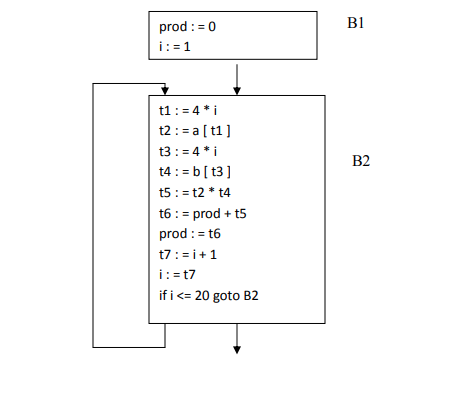 prod : = 0
i : = 1
B1
t1 : = 4 * i
t2 : = a [ t1 ]
t3 : = 4 * i
t4 : = b [ t3 ]
t5 : = t2 * t4
t6 : = prod + t5
prod : = t6
t7 : = i + 1
i : = t7
if i <= 20 goto B2
B2